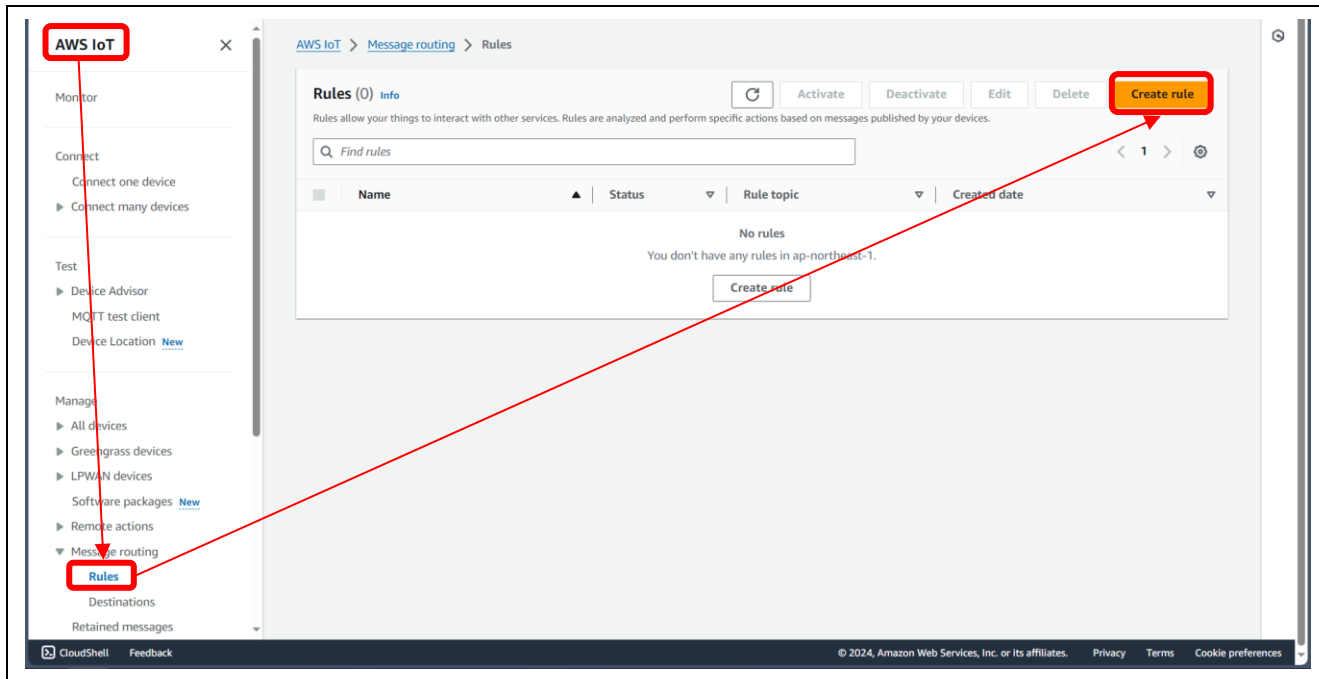 AWS IoT
Monitor
Connect
Connect one device
Connect many devices
Test
Device Advisor
MQTT test client
Device Location New
Manage
All devices
Greengrass devices
LPWAN devices
Software packages New
Remote actions
Message routing
Rules
Destinations
Retained messages
AWS IoT > Message routing > Rules
Rules (0) Info
Activate Deactivate Edit Delete Create rule
Rules allow your things to interact with other services. Rules are analyzed and perform specific actions based on messages published by your devices.
Find rules
1
Name Status Rule topic Created date
No rules
You don't have any rules in ap-northeast-1.
Create rule
CloudShell Feedback © 2024, Amazon Web Services, Inc. or its affiliates. Privacy Terms Cookie preferences